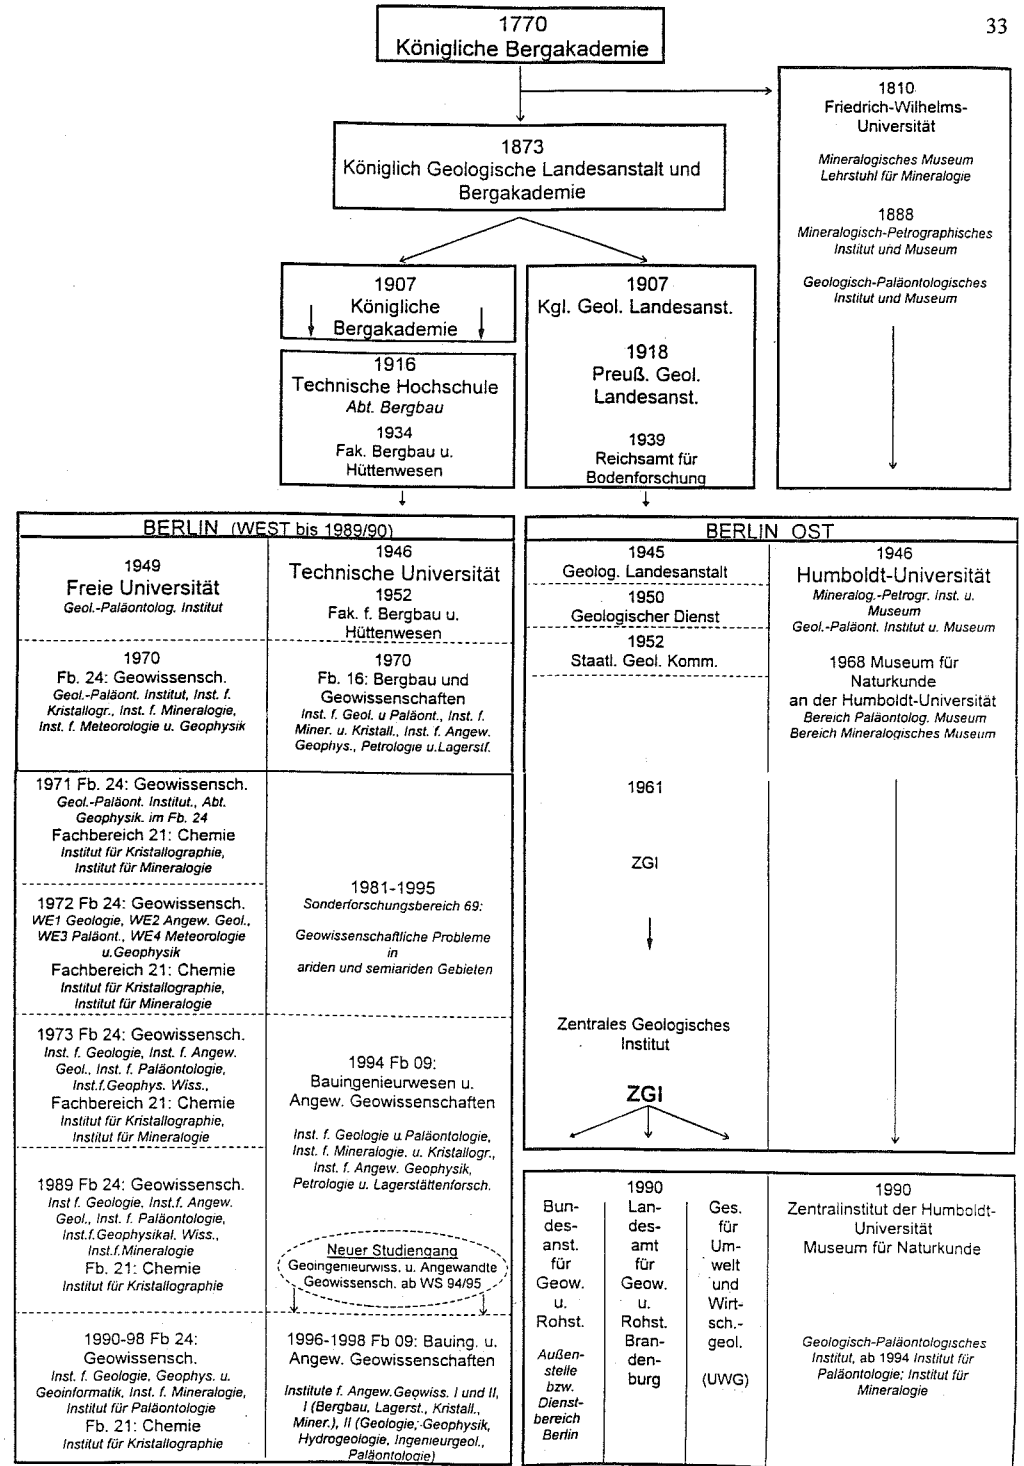 33
1770
Königliche Bergakademie
1810
Friedrich-Wilhelms-
Universität
Mineralogisches Museum
Lehrstuhl für Mineralogie
1888
Mineralogisch-Petrographisches
Institut und Museum
Geologisch-Paläontologisches
Institut und Museum
1873
Königlich Geologische Landesanstalt und
Bergakademie
1907
Königliche
Bergakademie
1916
Technische Hochschule
Abt. Bergbau
1934
Fak. Bergbau u.
Hüttenwesen
1907
Kgl. Geol. Landesanst.
1918
Preuß. Geol.
Landesanst.
1939
Reichsamt für
Bodenforschung
BERLIN (WEST bis 1989/90)
1949
Freie Universität
Geol.-Paläontolog. Institut
1970
Fb. 24: Geowissensch.
Geol.-Paläont. Institut, Inst. f.
Kristallogr., Inst. f. Mineralogie,
Inst. f. Meteorologie u. Geophysik
1971 Fb. 24: Geowissensch.
Geol.-Paläont. Institut., Abt.
Geophysik. im Fb. 24
Fachbereich 21: Chemie
Institut für Kristallographie,
Institut für Mineralogie
1972 Fb 24: Geowissensch.
WE1 Geologie, WE2 Angew. Geol.,
WE3 Paläont., WE4 Meteorologie
u.Geophysik
Fachbereich 21: Chemie
Institut für Kristallographie,
Institut für Mineralogie
1973 Fb 24: Geowissensch.
Inst. f. Geologie, Inst. f. Angew.
Geol., Inst. f. Paläontologie,
Inst.f.Geophys. Wiss.,
Fachbereich 21: Chemie
Institut für Kristallographie,
Institut für Mineralogie
1989 Fb 24: Geowissensch.
Inst f. Geologie, Inst.f. Angew.
Geol., Inst. f. Paläontologie,
Inst.f.Geophysikal. Wiss.,
Inst.f.Mineralogie
Fb. 21: Chemie
Institut für Kristallographie
1990-98 Fb 24:
Geowissensch.
Inst. f. Geologie, Geophys. u.
Geoinformatik, Inst. f. Mineralogie,
Institut für Paläontologie
Fb. 21: Chemie
Institut für Kristallographie
1946
Technische Universität
1952
Fak. f. Bergbau u.
Hüttenwesen
1970
Fb. 16: Bergbau und
Geowissenschaften
Inst. f. Geol. u Paläont., Inst. f.
Miner. u. Kristall., Inst. f. Angew.
Geophys., Petrologie u.Lagerstf.
1981-1995
Sonderforschungsbereich 69:
Geowissenschaftliche Probleme
in
ariden und semiariden Gebieten
1994 Fb 09:
Bauingenieurwesen u.
Angew. Geowissenschaften
Inst. f. Geologie u.Paläontologie,
Inst. f. Mineralogie. u. Kristallogr.,
Inst. f. Angew. Geophysik,
Petrologie u. Lagerstättenforsch.
Neuer Studiengang
Geoingenieurwiss. u. Angewandte
Geowissensch. ab WS 94/95
1996-1998 Fb 09: Bauing. u.
Angew. Geowissenschaften
Institute f. Angew.Geowiss. I und II,
I (Bergbau, Lagerst., Kristall.,
Miner.), II (Geologie, Geophysik,
Hydrogeologie, Ingenieurgeol.,
Paläontologie)
BERLIN OST
1945
Geolog. Landesanstalt
1950
Geologischer Dienst
1952
Staatl. Geol. Komm.
1961
ZGI
Zentrales Geologisches
Institut
ZGI
1946
Humboldt-Universität
Mineralog.-Petrogr. Inst. u.
Museum
Geol.-Paläont. Institut u. Museum
1968 Museum für
Naturkunde
an der Humboldt-Universität
Bereich Paläontolog. Museum
Bereich Mineralogisches Museum
1990
Bun-
des-
anst.
für
Geow.
u.
Rohst.
Außen-
stelle
bzw.
Dienst-
bereich
Berlin
Lan-
des-
amt
für
Geow.
u.
Rohst.
Bran-
den-
burg
Ges.
für
Um-
welt
und
Wirt-
sch.-
geol.
(UWG)
1990
Zentralinstitut der Humboldt-
Universität
Museum für Naturkunde
Geologisch-Paläontologisches
Institut, ab 1994 Institut für
Paläontologie; Institut für
Mineralogie